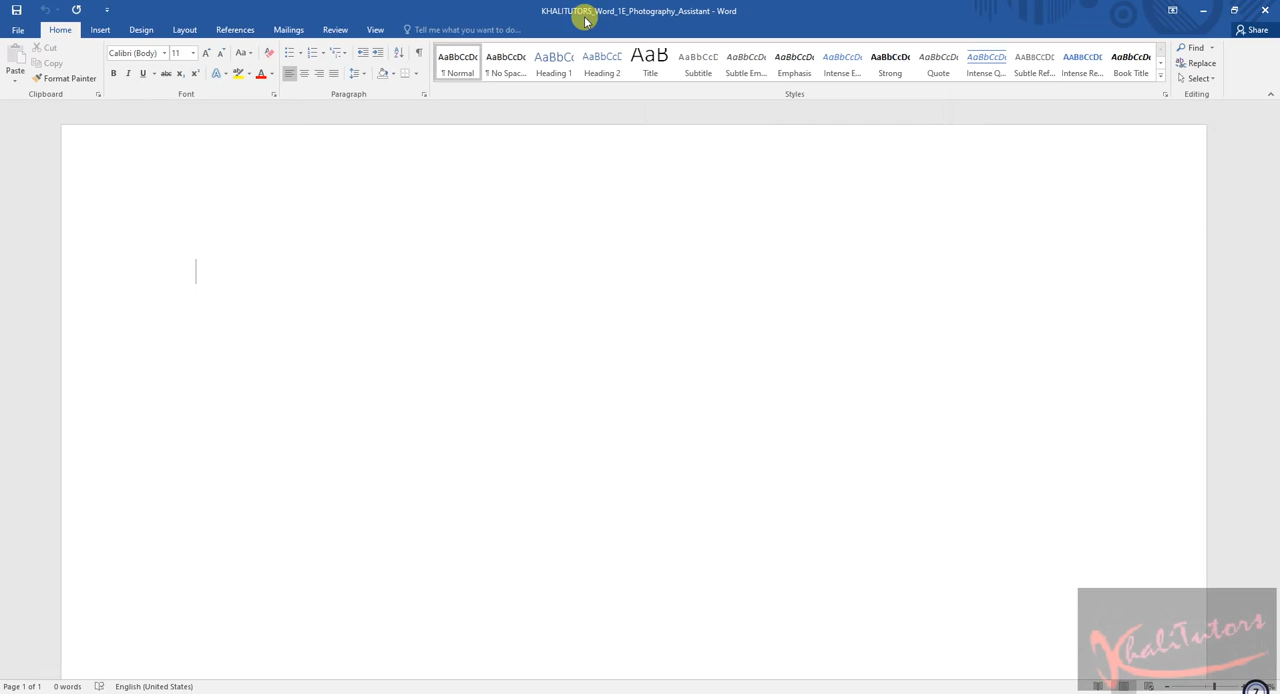 KHALITUTORS_Word_1E_Photography_Assistant - Word
File Home Insert Design Layout References Mailings Review View Tell me what you want to do... Share
Paste
Cut
Copy
Format Painter
Clipboard
Calibri (Body) 11
Font
Paragraph
AaBbCcDc AaBbCcDc AaBbCc AaBbCcE AaB AaBbCcD AaBbCcDc AaBbCcDc AaBbCcDc AaBbCcDc AaBbCcDc AaBbCcDc AABBCCDC AABBCCDC AaBbCcDc
¶ Normal ¶ No Spac... Heading 1 Heading 2 Title Subtitle Subtle Em... Emphasis Intense E... Strong Quote Intense Q... Subtle Ref... Intense Re... Book Title
Styles
Find
Replace
Select
Editing
KhaliTutors
Page 1 of 1 0 words English (United States)